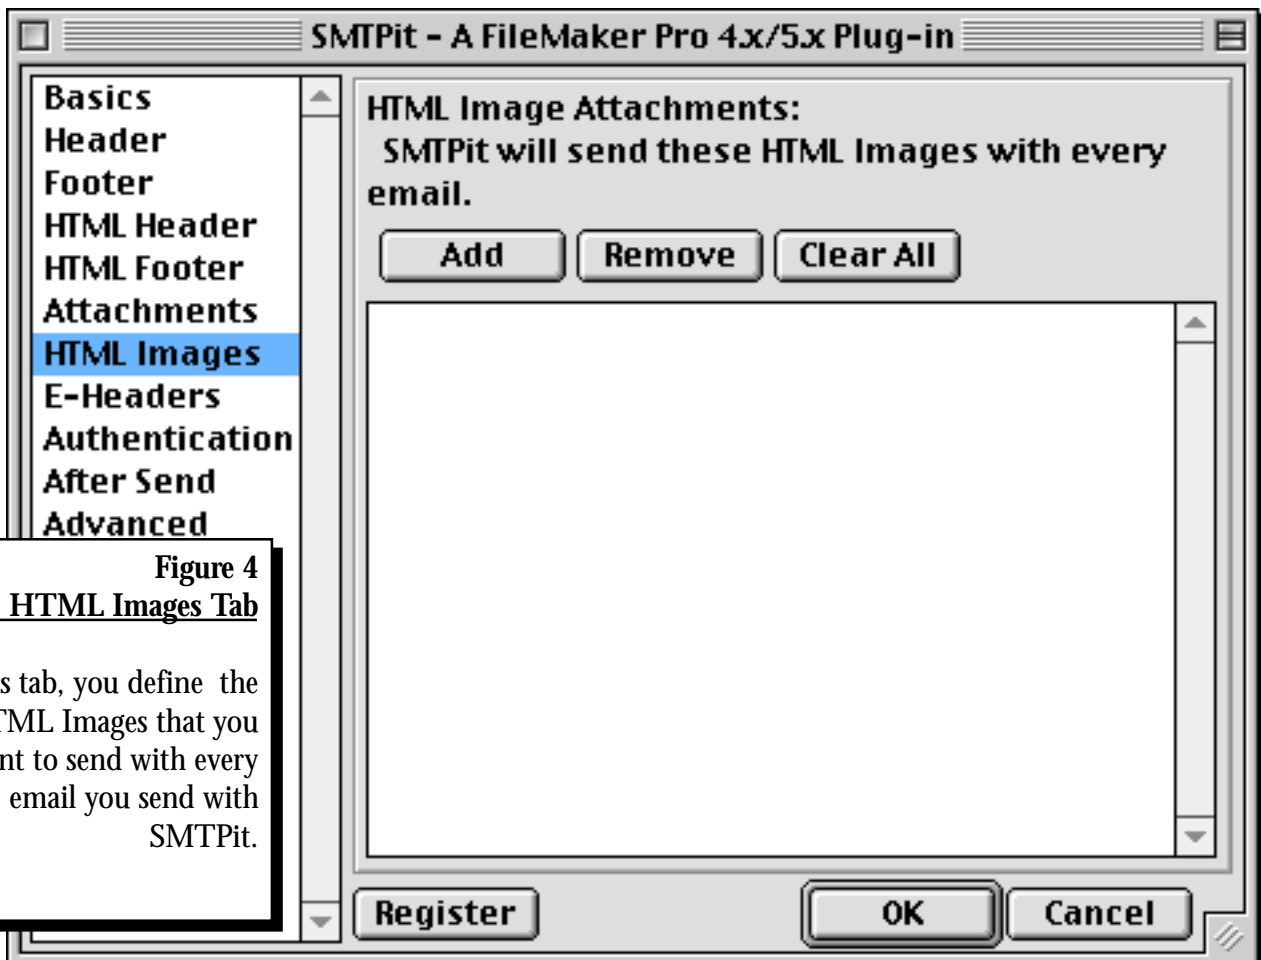 SMTPit - A FileMaker Pro 4.x/5.x Plug-in
Basics
Header
Footer
HTML Header
HTML Footer
Attachments
HTML Images
E-Headers
Authentication
After Send
Advanced
HTML Image Attachments:
SMTPit will send these HTML Images with every
email.
Add
Remove
Clear All
Register
OK
Cancel
Figure 4
HTML Images Tab
tab, you define the
Images that you
to send with every
email you send with
SMTPit.